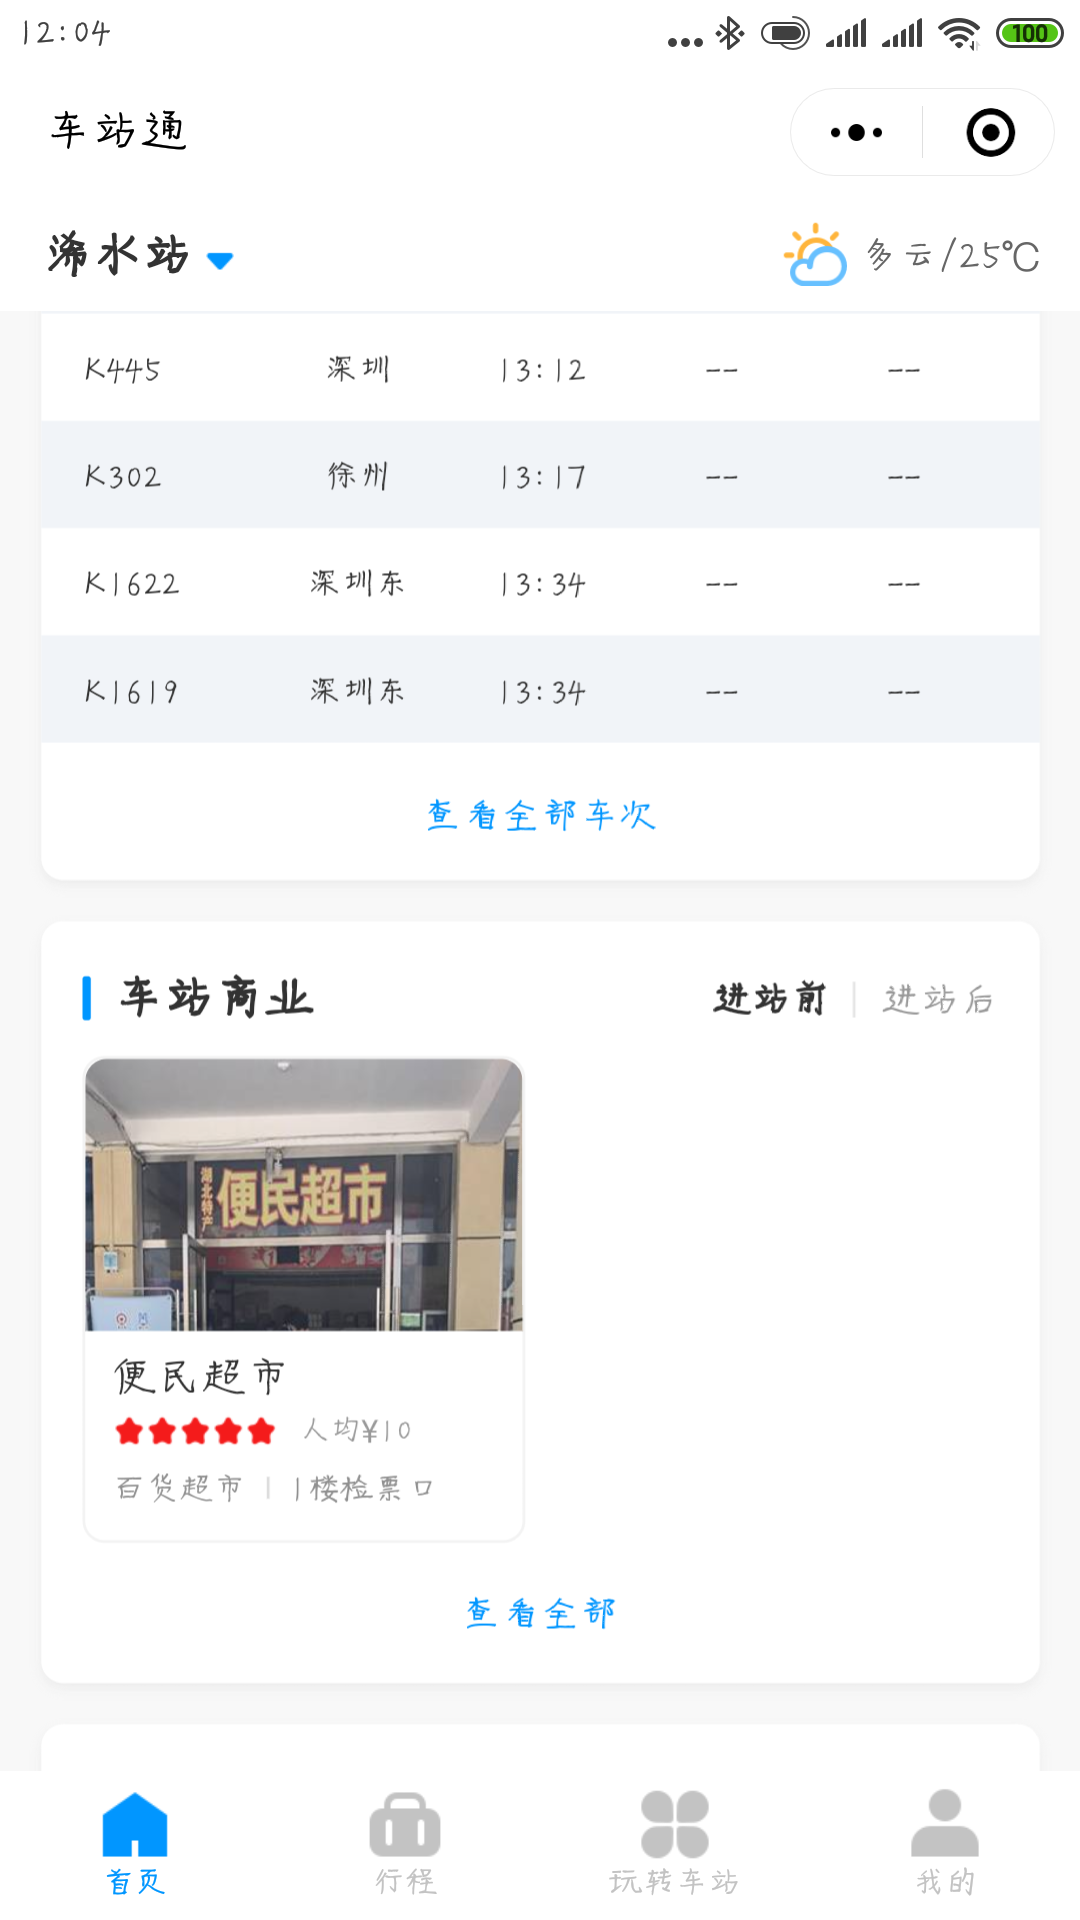 12:04
100
车站通
浠水站
多云/25℃
K445 深圳 13:12 -- --
K302 徐州 13:17 -- --
K1622 深圳东 13:34 -- --
K1619 深圳东 13:34 -- --
查看全部车次
车站商业 进站前 | 进站后
湖北特产 便民超市
便民超市
人均¥10
百货超市 | 1楼检票口
查看全部
首页 行程 玩转车站 我的